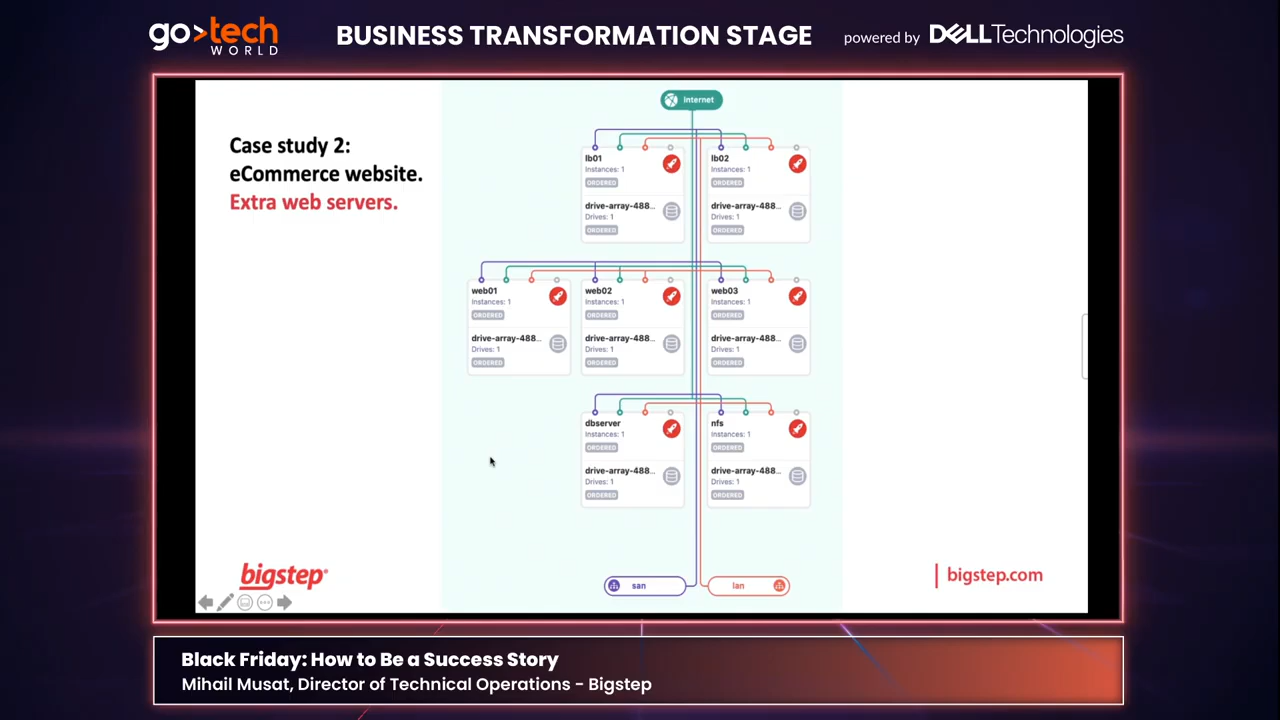 go>tech
WORLD
BUSINESS TRANSFORMATION STAGE
powered by DELLTechnologies
Case study 2:
eCommerce website.
Extra web servers.
Internet
lb01
Instances: 1
ORDERED
drive-array-488...
Drives: 1
ORDERED
lb02
Instances: 1
ORDERED
drive-array-488...
Drives: 1
ORDERED
web01
Instances: 1
ORDERED
drive-array-488...
Drives: 1
ORDERED
web02
Instances: 1
ORDERED
drive-array-488...
Drives: 1
ORDERED
web03
Instances: 1
ORDERED
drive-array-488...
Drives: 1
ORDERED
dbserver
Instances: 1
ORDERED
drive-array-488...
Drives: 1
ORDERED
nfs
Instances: 1
ORDERED
drive-array-488...
Drives: 1
ORDERED
san
lan
bigstep®
bigstep.com
Black Friday: How to Be a Success Story
Mihail Musat, Director of Technical Operations - Bigstep